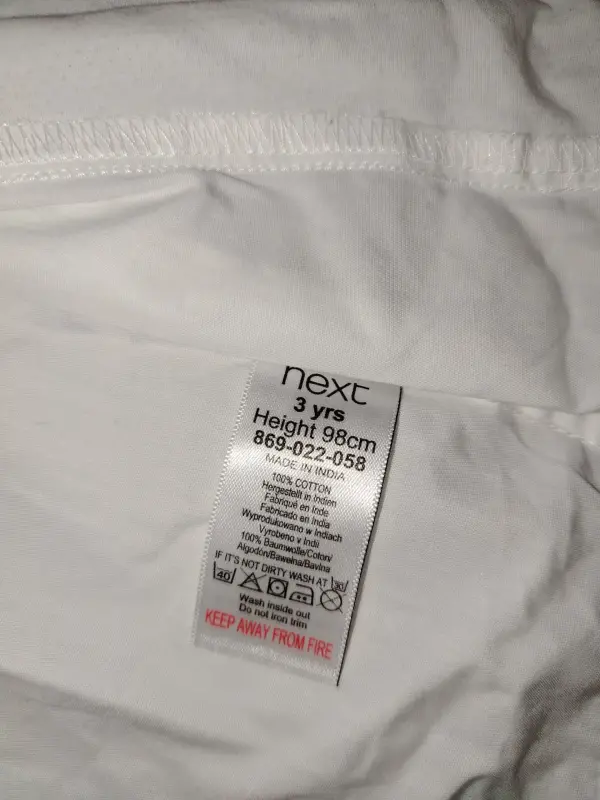 next
3 yrs
Height 98cm
869-022-058
MADE IN INDIA
100% COTTON
Hergestellt in Indien
Fabriqué en Inde
Fabricado en India
Wyprodukowano w Indiach
Vyrobeno v Indii
100% Baumwolle/Coton/
Algodón/Bawełna/Bavlna
IF IT'S NOT DIRTY WASH AT 30
40
Wash inside out
Do not iron trim
KEEP AWAY FROM FIRE